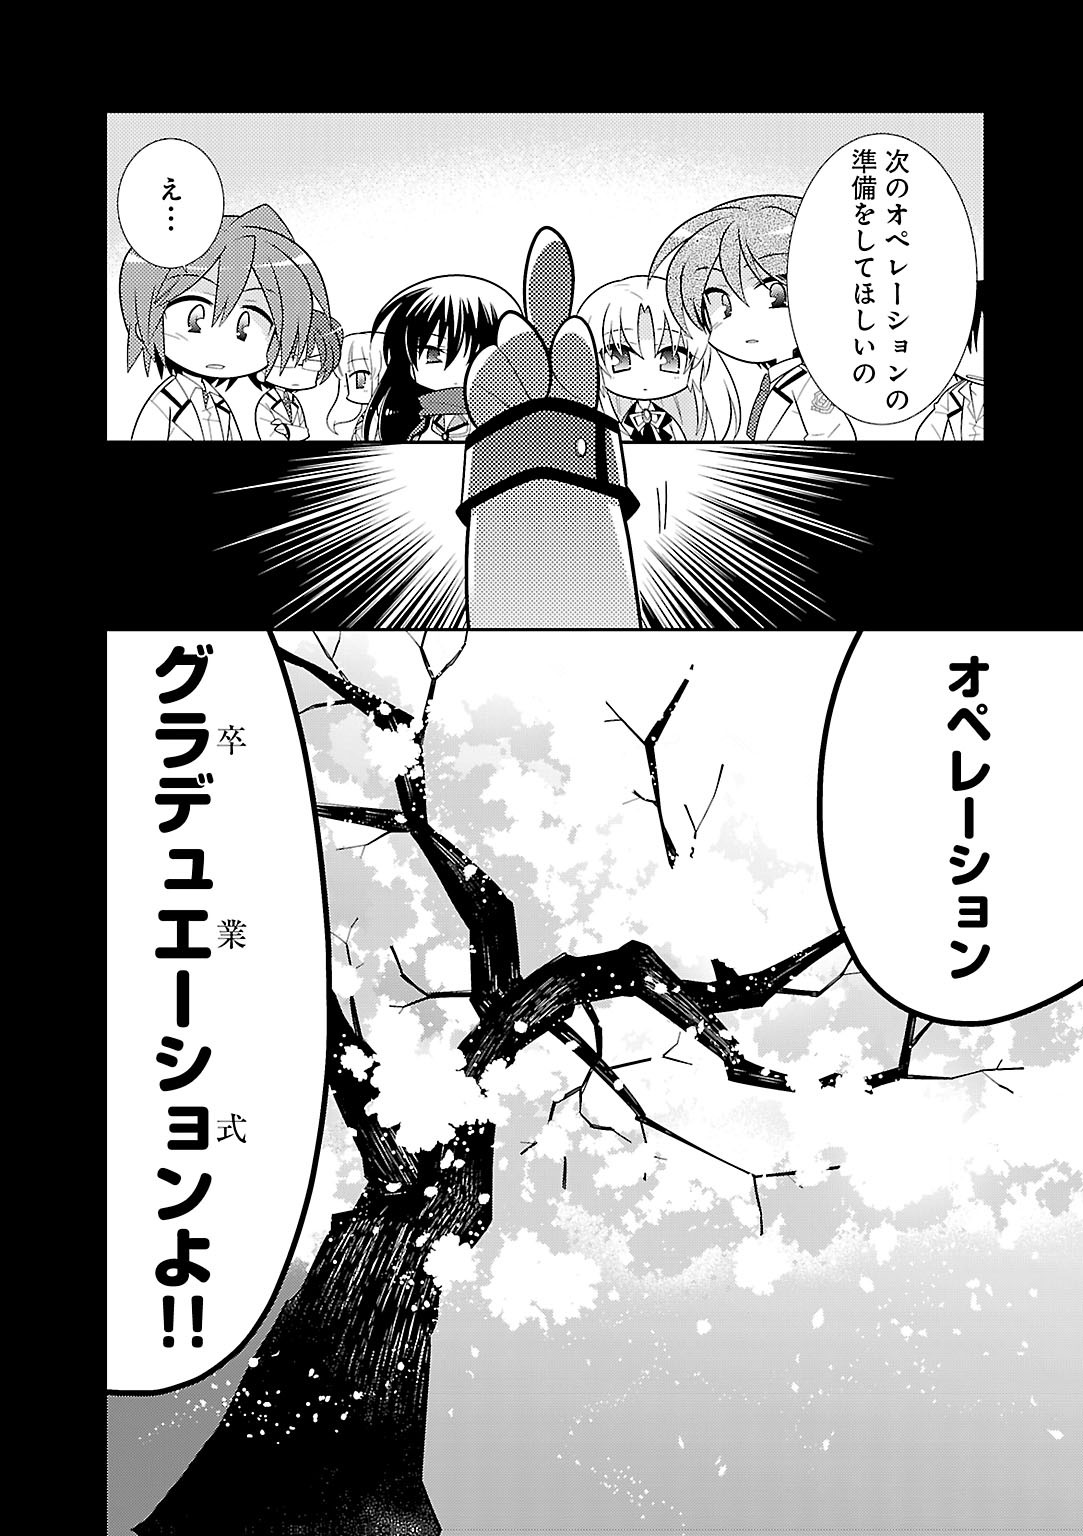 次のオペレーションの
準備をしてほしいの
え…
オペレーション
グラデュエーションよ!!
卒業式